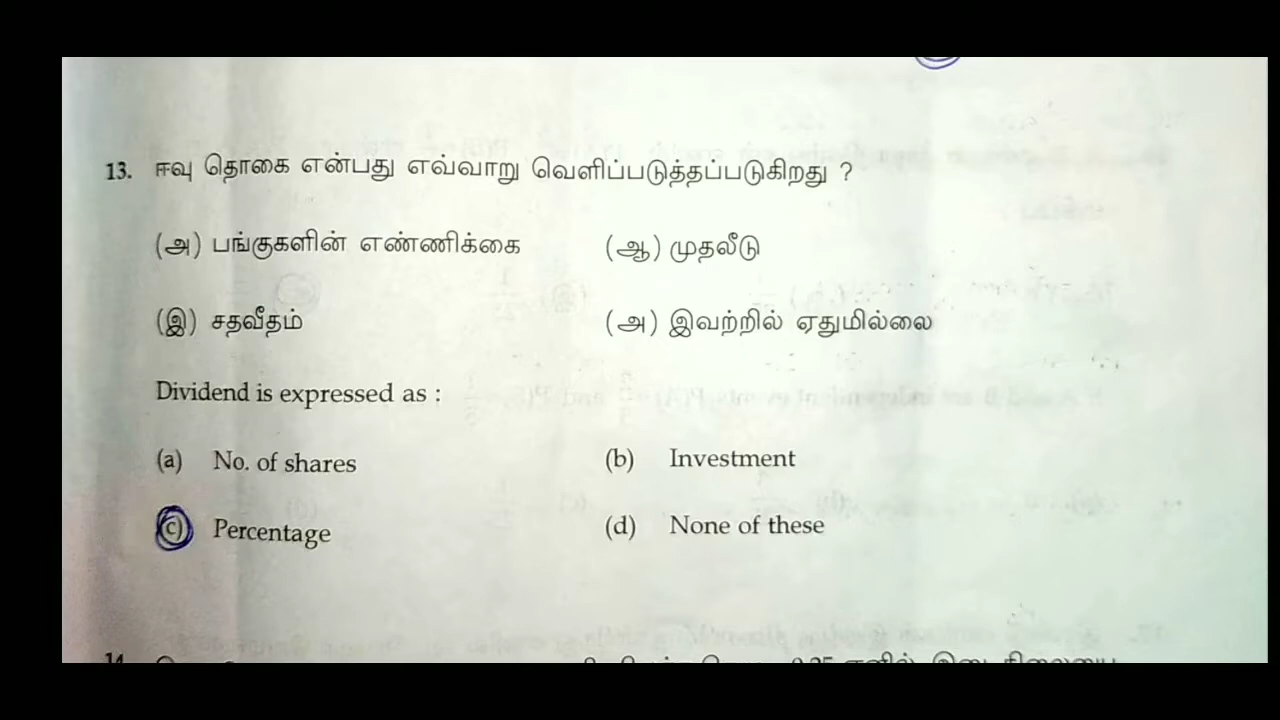 13. ஈவு தொகை என்பது எவ்வாறு வெளிப்படுத்தப்படுகிறது ?
(அ) பங்குகளின் எண்ணிக்கை (ஆ) முதலீடு
(இ) சதவீதம் (அ) இவற்றில் ஏதுமில்லை
Dividend is expressed as :
(a) No. of shares (b) Investment
(c) Percentage (d) None of these
14.